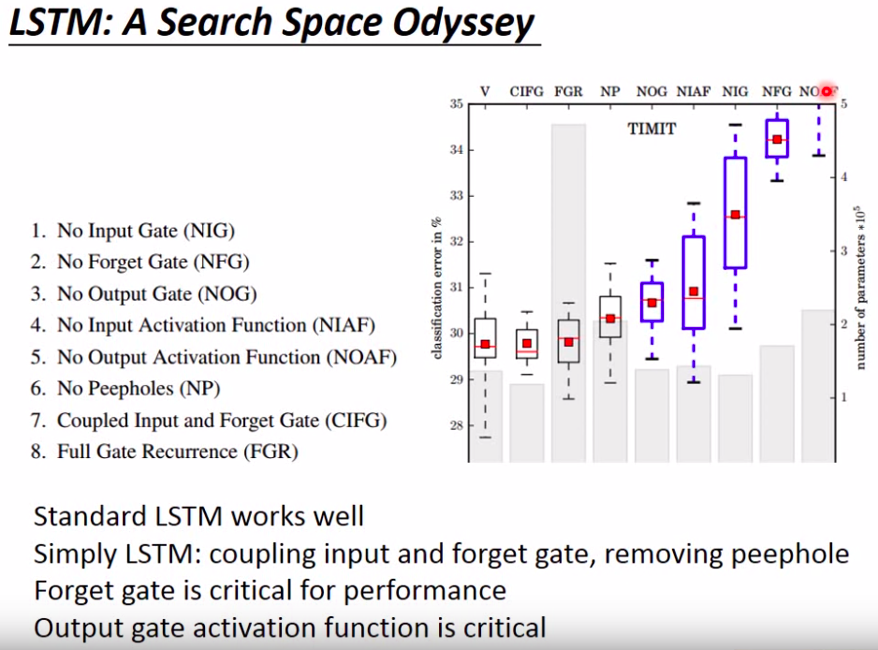 LSTM: A Search Space Odyssey
V CIFG FGR NP NOG NIAF NIG NFG
TIMIT
35
34
33
32
31
30
29
28
classification error in %
5
4
3
2
1
number of parameters *10^5
1. No Input Gate (NIG)
2. No Forget Gate (NFG)
3. No Output Gate (NOG)
4. No Input Activation Function (NIAF)
5. No Output Activation Function (NOAF)
6. No Peepholes (NP)
7. Coupled Input and Forget Gate (CIFG)
8. Full Gate Recurrence (FGR)
Standard LSTM works well
Simply LSTM: coupling input and forget gate, removing peephole
Forget gate is critical for performance
Output gate activation function is critical